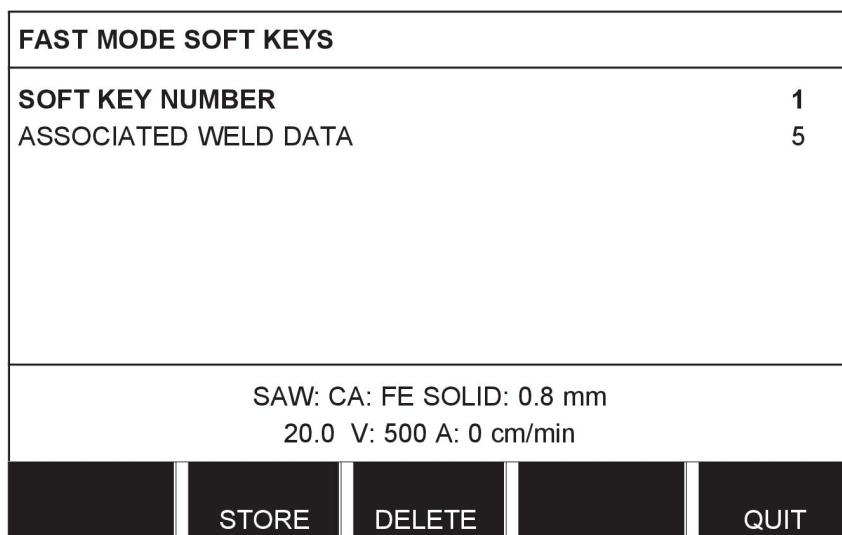 FAST MODE SOFT KEYS
SOFT KEY NUMBER 1
ASSOCIATED WELD DATA 5
SAW: CA: FE SOLID: 0.8 mm
20.0 V: 500 A: 0 cm/min
STORE DELETE QUIT